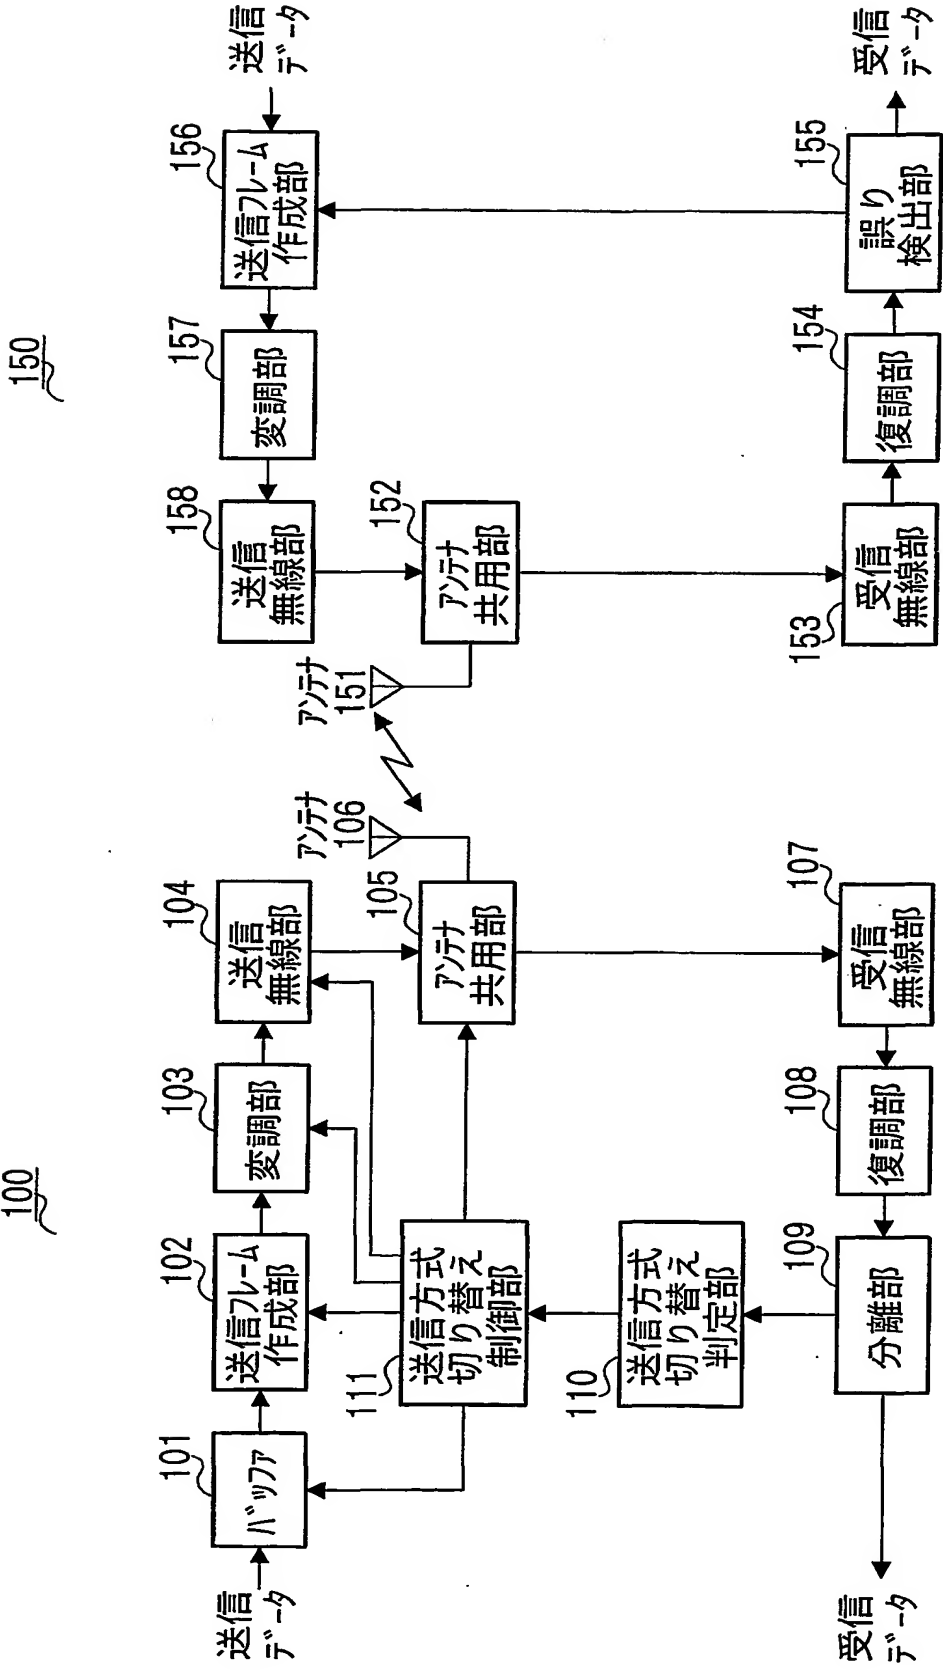 100
送信
データ
101
バッファ
102
送信フレーム
作成部
103
変調部
104
送信
無線部
アンテナ
106
105
アンテナ
共用部
111
送信方式
切り替え
制御部
110
送信方式
切り替え
判定部
107
受信
無線部
108
復調部
109
分離部
受信
データ
150
送信
データ
156
送信フレーム
作成部
157
変調部
158
送信
無線部
アンテナ
151
152
アンテナ
共用部
153
受信
無線部
154
復調部
155
誤り
検出部
受信
データ